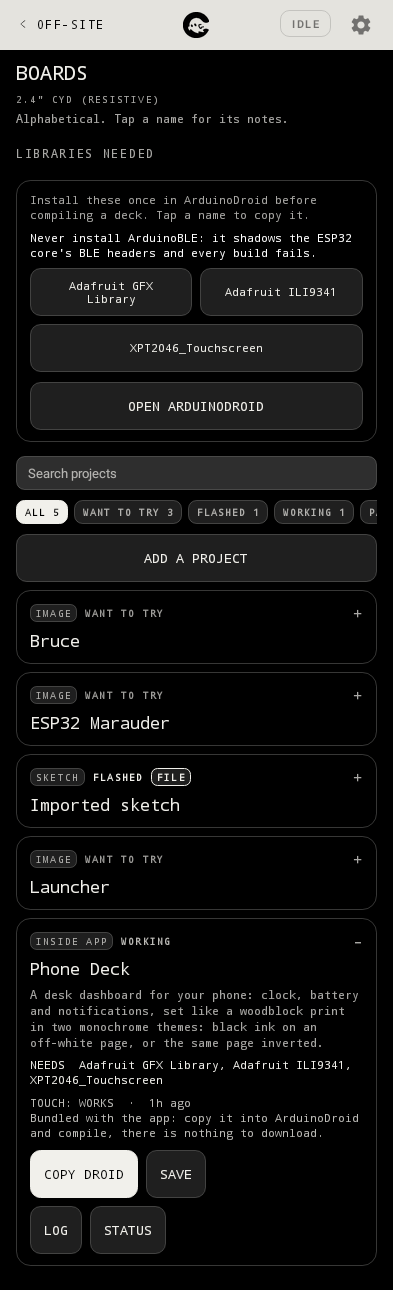 OFF-SITE
IDLE
BOARDS
2.4" CYD (RESISTIVE)
Alphabetical. Tap a name for its notes.
LIBRARIES NEEDED
Install these once in ArduinoDroid before
compiling a deck. Tap a name to copy it.
Never install ArduinoBLE: it shadows the ESP32
core's BLE headers and every build fails.
Adafruit GFX
Library
Adafruit ILI9341
XPT2046_Touchscreen
OPEN ARDUINODROID
Search projects
ALL 5 WANT TO TRY 3 FLASHED 1 WORKING 1
ADD A PROJECT
IMAGE WANT TO TRY +
Bruce
IMAGE WANT TO TRY +
ESP32 Marauder
SKETCH FLASHED FILE +
Imported sketch
IMAGE WANT TO TRY +
Launcher
INSIDE APP WORKING –
Phone Deck
A desk dashboard for your phone: clock, battery
and notifications, set like a woodblock print
in two monochrome themes: black ink on an
off-white page, or the same page inverted.
NEEDS Adafruit GFX Library, Adafruit ILI9341,
XPT2046_Touchscreen
TOUCH: WORKS · 1h ago
Bundled with the app: copy it into ArduinoDroid
and compile, there is nothing to download.
COPY DROID SAVE
LOG STATUS